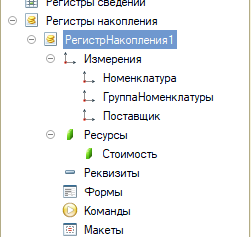 Регистры сведений
Регистры накопления
РегистрНакопления1
Измерения
Номенклатура
ГруппаНоменклатуры
Поставщик
Ресурсы
Стоимость
Реквизиты
Формы
Команды
Макеты